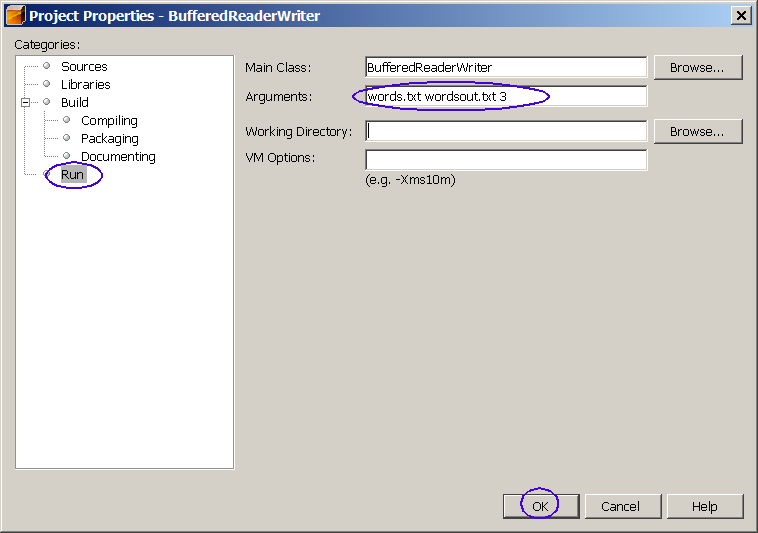 Project Properties - BufferedReaderWriter
Categories:
Sources
Libraries
Build
Compiling
Packaging
Documenting
Run
Main Class: BufferedReaderWriter Browse...
Arguments: words.txt wordsout.txt 3
Working Directory: Browse...
VM Options:
(e.g. -Xms10m)
OK Cancel Help